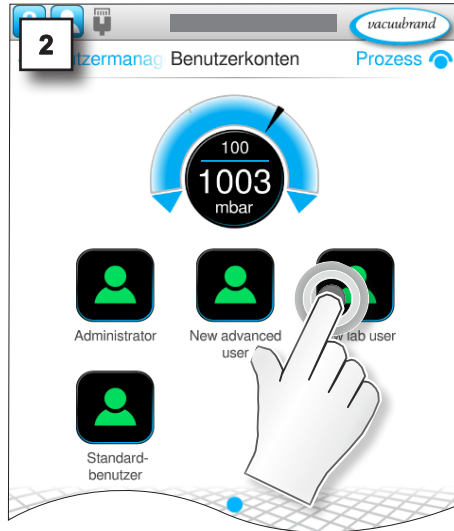 2
vacuubrand
tzermanag Benutzerkonten Prozess
100
1003
mbar
Administrator New advanced lab user
user
Standard-
benutzer